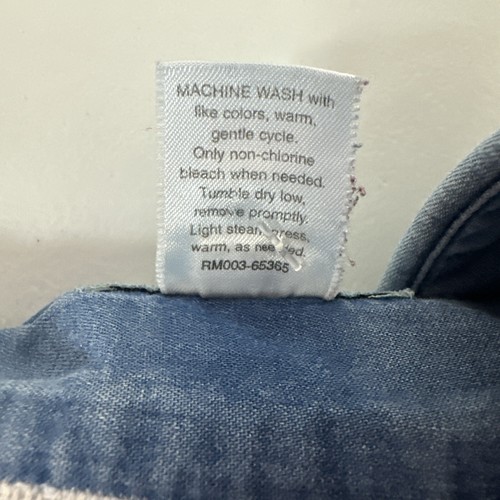 MACHINE WASH with
like colors, warm,
gentle cycle.
Only non-chlorine
bleach when needed.
Tumble dry low,
remove promptly.
Light steam press,
warm, as needed.
RM003-65365